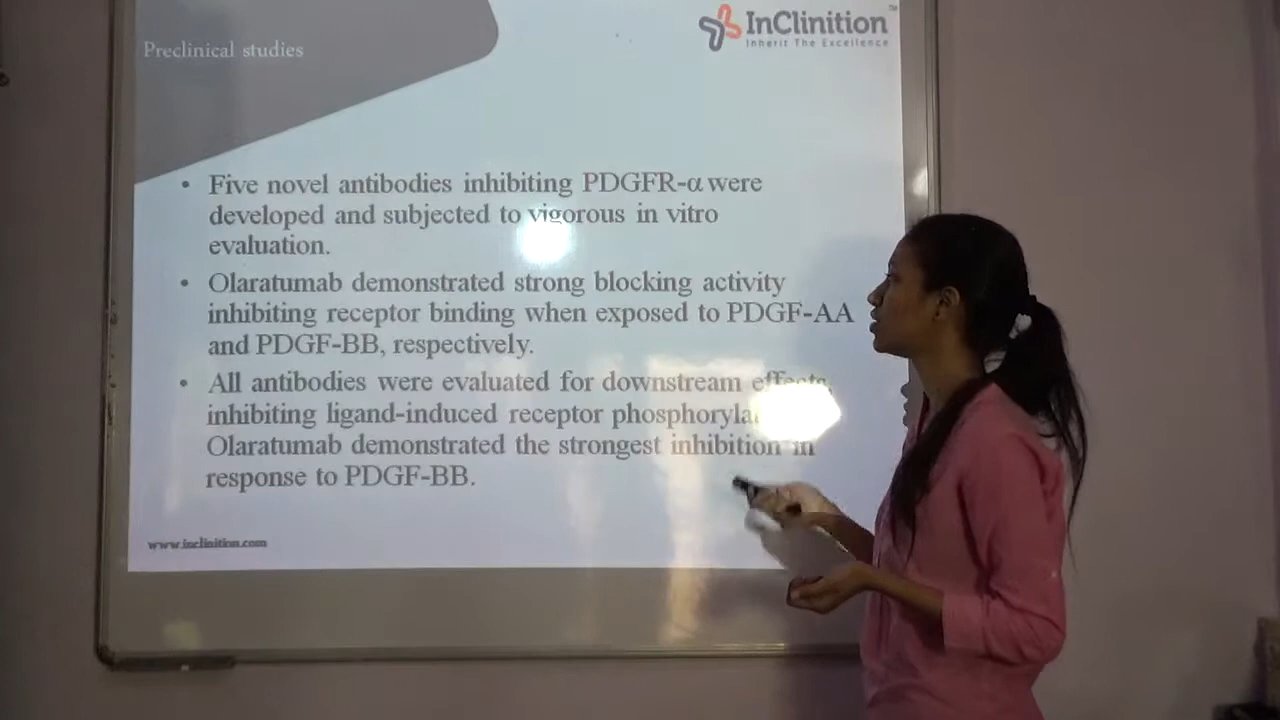 Preclinical studies
InClinition™
Inherit The Excellence
• Five novel antibodies inhibiting PDGFR-α were
developed and subjected to vigorous in vitro
evaluation.
• Olaratumab demonstrated strong blocking activity
inhibiting receptor binding when exposed to PDGF-AA
and PDGF-BB, respectively.
• All antibodies were evaluated for downstream effects,
inhibiting ligand-induced receptor
Olaratumab demonstrated the strongest inhibition in
response to PDGF-BB.
www.inclinition.com